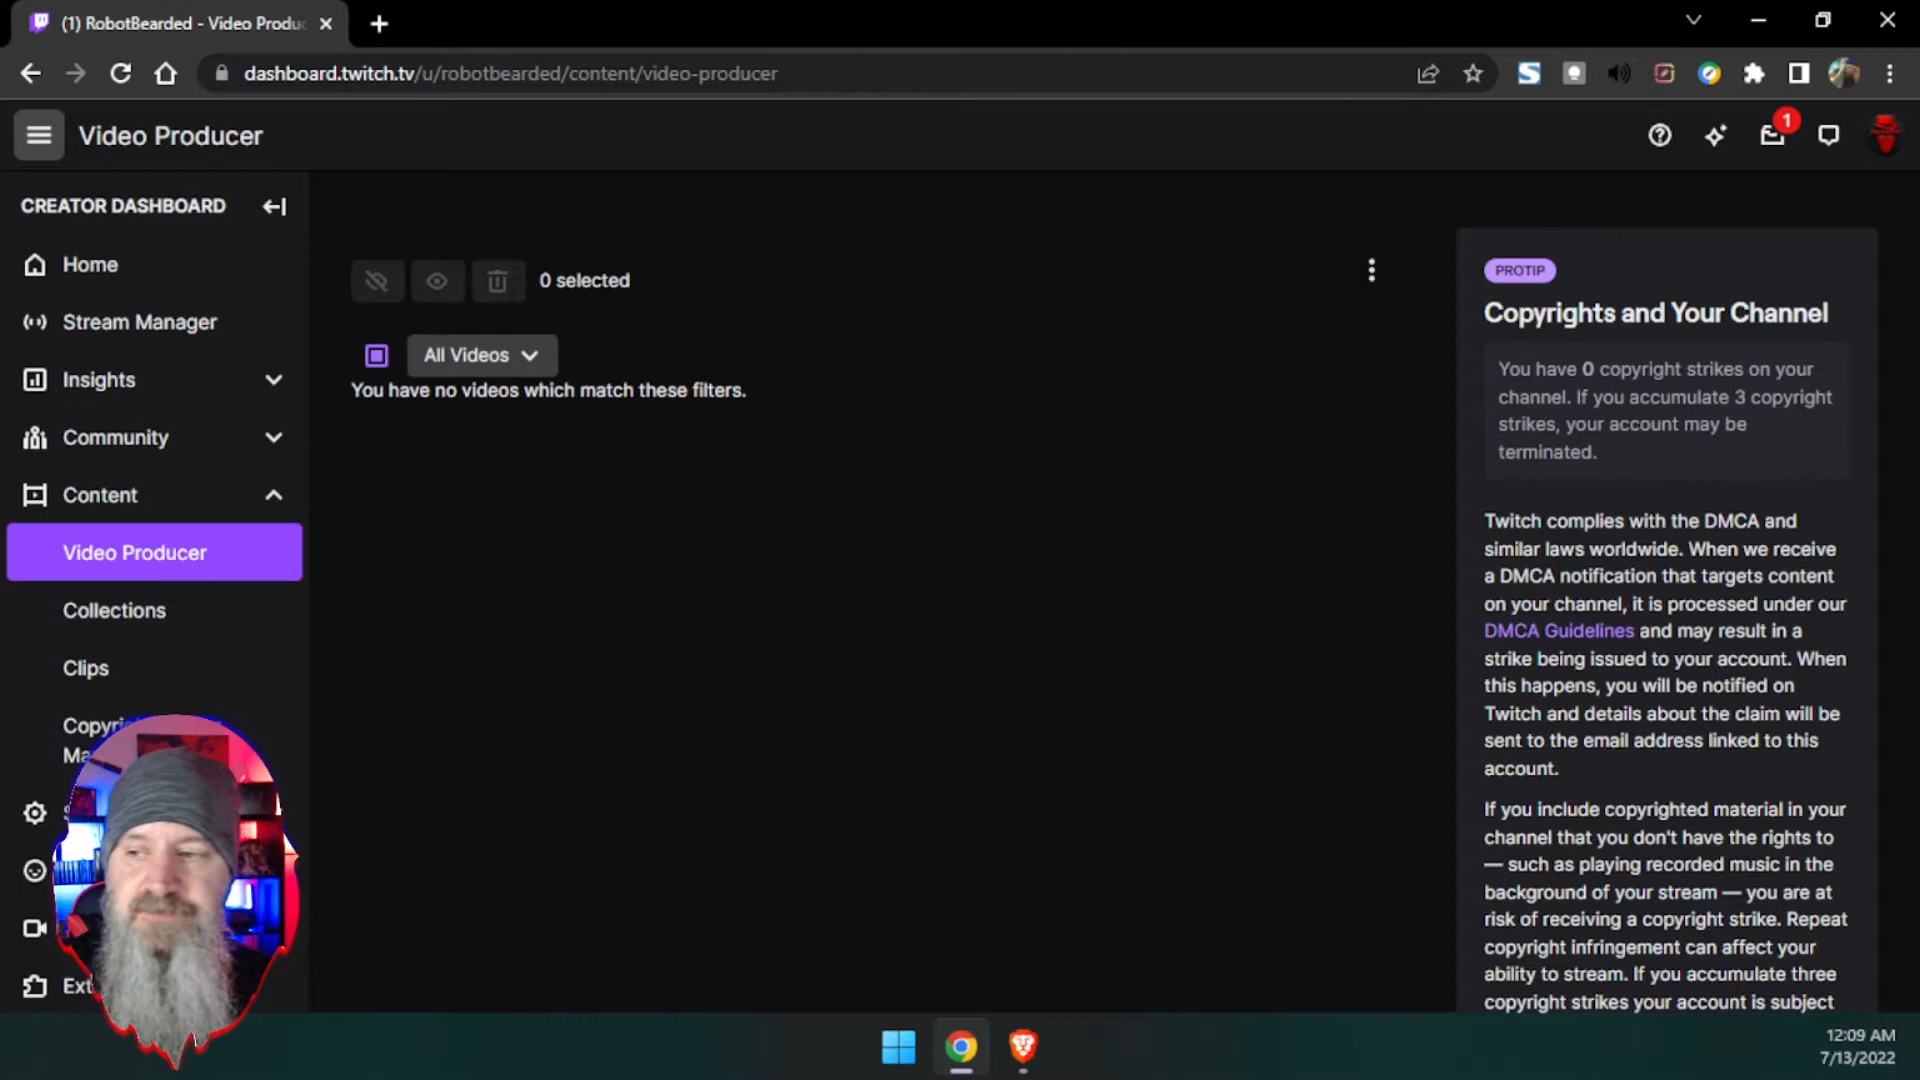 (1) RobotBearded - Video Produ
dashboard.twitch.tv/u/robotbearded/content/video-producer
Video Producer
1
CREATOR DASHBOARD
Home
Stream Manager
Insights
Community
Content
Video Producer
Collections
Clips
0 selected
All Videos
You have no videos which match these filters.
PROTIP
Copyrights and Your Channel
You have 0 copyright strikes on your
channel. If you accumulate 3 copyright
strikes, your account may be
terminated.
Twitch complies with the DMCA and
similar laws worldwide. When we receive
a DMCA notification that targets content
on your channel, it is processed under our
DMCA Guidelines and may result in a
strike being issued to your account. When
this happens, you will be notified on
Twitch and details about the claim will be
sent to the email address linked to this
account.
If you include copyrighted material in your
channel that you don't have the rights to
— such as playing recorded music in the
background of your stream — you are at
risk of receiving a copyright strike. Repeat
copyright infringement can affect your
ability to stream. If you accumulate three
copyright strikes your account is subject
12:09 AM
7/13/2022